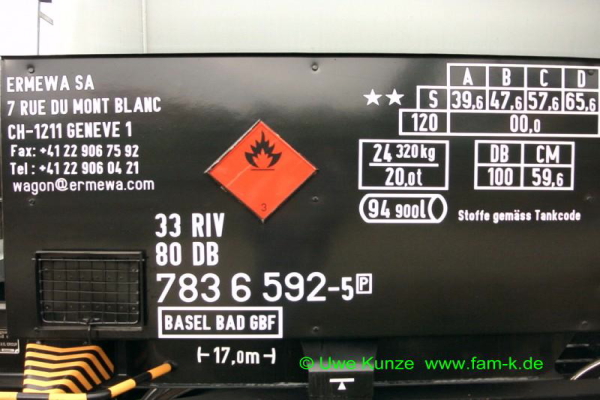 ERMEWA SA
7 RUE DU MONT BLANC
CH-1211 GENEVE 1
Fax: +41 22 906 75 92
Tel : +41 22 906 04 21
wagon@ermewa.com
A B C D
★★ S 39,6 47,6 57,6 65,6
120 00,0
24 320 kg
20,0t
DB CM
100 59,6
94 900l
Stoffe gemäss Tankcode
3
33 RIV
80 DB
783 6 592-5 P
BASEL BAD GBF
17,0m
© Uwe Kunze www.fam-k.de